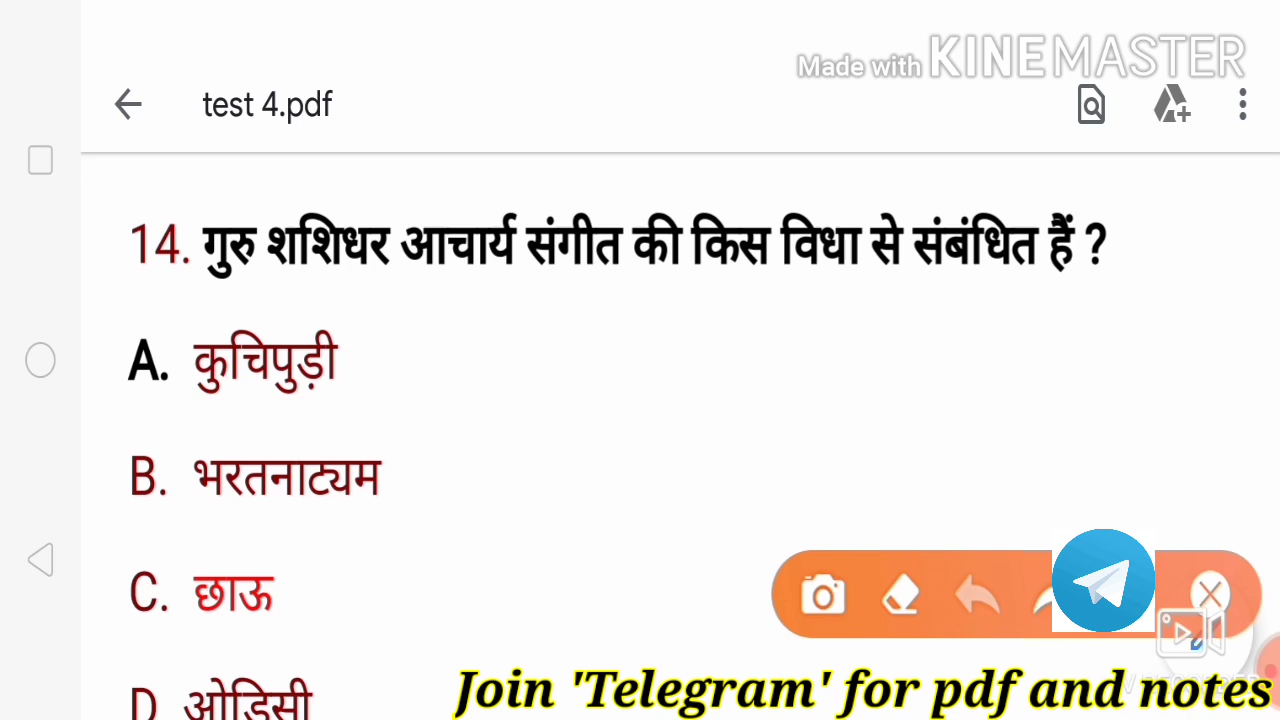 Made with KINEMASTER
test 4.pdf
14. गुरु शशिधर आचार्य संगीत की किस विधा से संबंधित हैं ?
A. कुचिपुड़ी
B. भरतनाट्यम
C. छाऊ
D. ओडिसी
Join 'Telegram' for pdf and notes